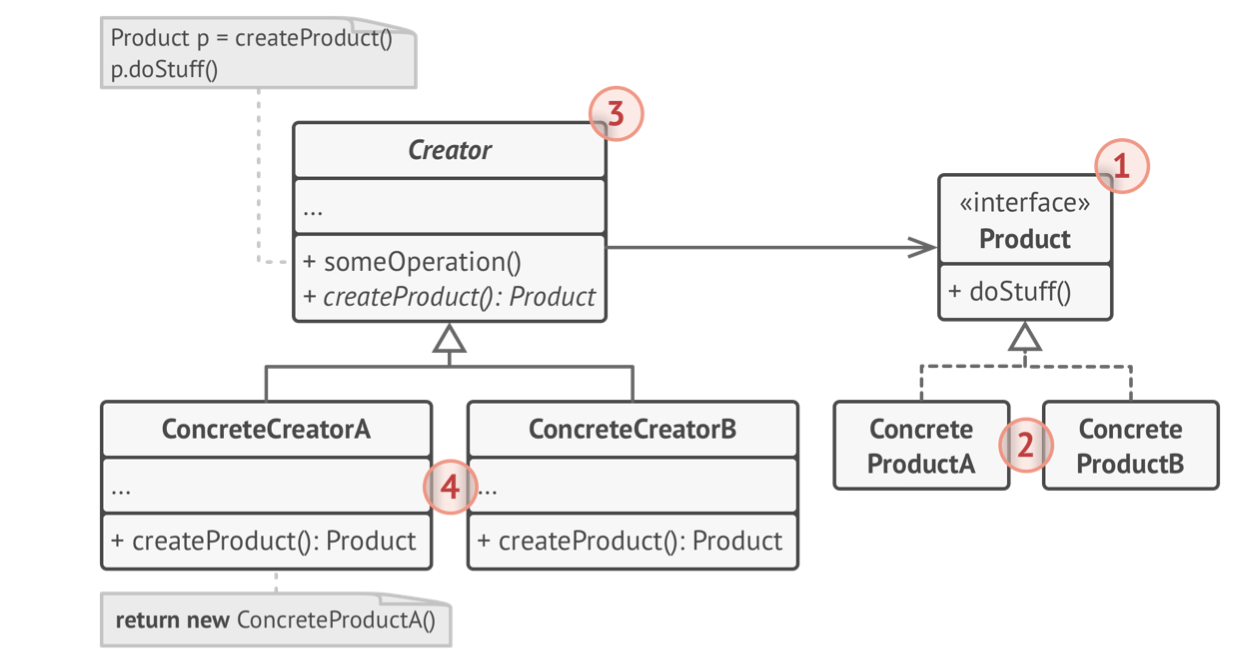 Product p = createProduct()
p.doStuff()
3
Creator
...
+ someOperation()
+ createProduct(): Product
1
«interface»
Product
+ doStuff()
ConcreteCreatorA
...
+ createProduct(): Product
4
ConcreteCreatorB
...
+ createProduct(): Product
Concrete
ProductA
2
Concrete
ProductB
return new ConcreteProductA()